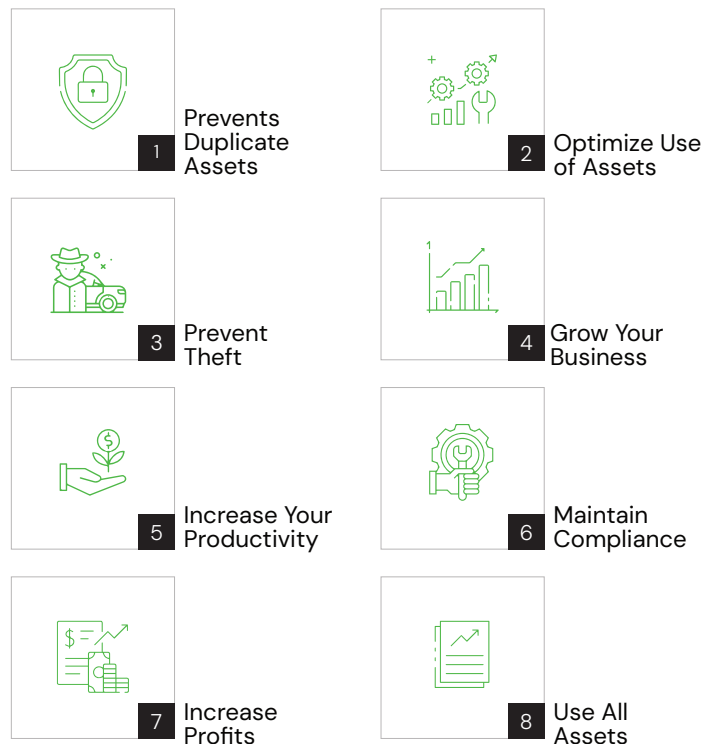 1
Prevents
Duplicate
Assets
2
Optimize Use
of Assets
3
Prevent
Theft
1
4
Grow Your
Business
$
5
Increase Your
Productivity
6
Maintain
Compliance
$
7
Increase
Profits
8
Use All
Assets